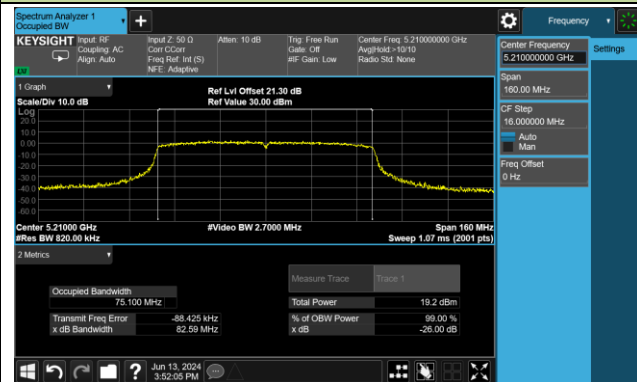 Spectrum Analyzer 1
Occupied BW
Frequency
KEYSIGHT
Input: RF
Coupling: AC
Align: Auto
Input Z: 50 Ω
Corr CCorr
Freq Ref: Int (S)
NFE: Adaptive
Atten: 10 dB
Trig: Free Run
Gate: Off
#IF Gain: Low
Center Freq: 5.210000000 GHz
Avg|Hold:>10/10
Radio Std: None
Center Frequency
5.210000000 GHz
Settings
Span
160.00 MHz
CF Step
16.000000 MHz
Auto
Man
Freq Offset
0 Hz
1 Graph
Scale/Div 10.0 dB
Ref Lvl Offset 21.30 dB
Ref Value 30.00 dBm
Log
20.0
10.0
0.00
-10.0
-20.0
-30.0
-40.0
-50.0
-60.0
Center 5.21000 GHz
#Res BW 820.00 kHz
#Video BW 2.7000 MHz
Span 160 MHz
Sweep 1.07 ms (2001 pts)
2 Metrics
Measure Trace
Trace 1
Occupied Bandwidth
75.100 MHz
Total Power
19.2 dBm
Transmit Freq Error
-88.425 kHz
% of OBW Power
99.00 %
x dB Bandwidth
82.59 MHz
x dB
-26.00 dB
?
Jun 13, 2024
3:52:05 PM